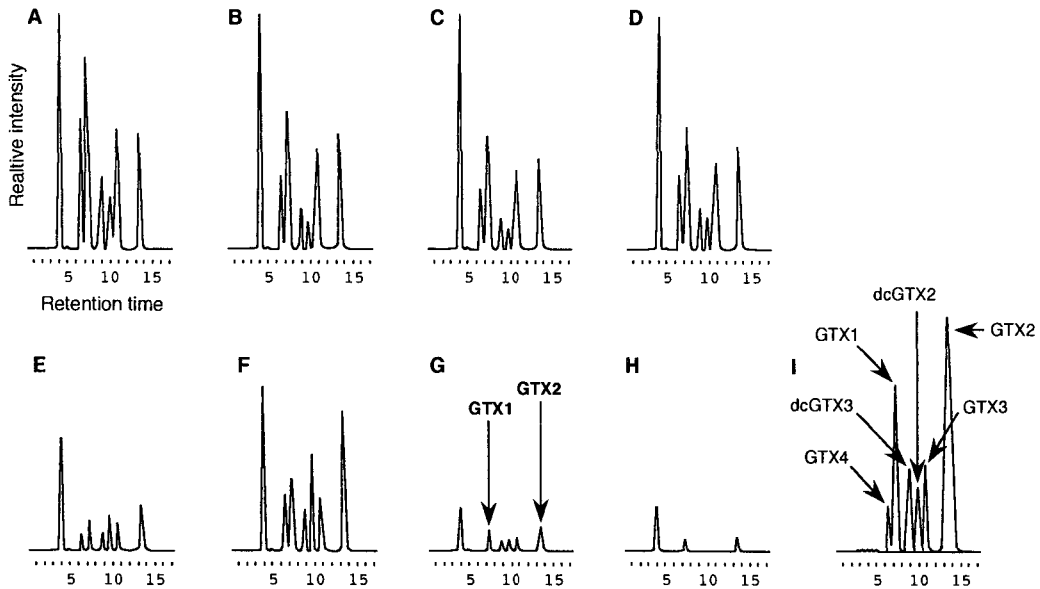 A
B
C
D
Realtive intensity
5 10 15
5 10 15
5 10 15
5 10 15
Retention time
E
F
G
H
I
GTX1
GTX2
dcGTX2
GTX1
GTX2
dcGTX3
GTX3
GTX4
5 10 15
5 10 15
5 10 15
5 10 15
5 10 15